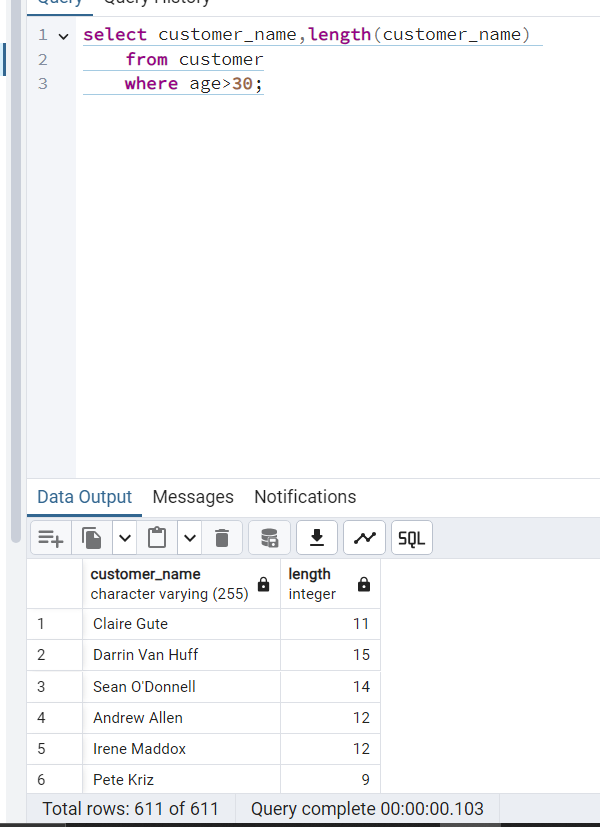 Query Query History
1 select customer_name,length(customer_name)
2 from customer
3 where age>30;
Data Output Messages Notifications
SQL
customer_name length
character varying (255) integer
1 Claire Gute 11
2 Darrin Van Huff 15
3 Sean O'Donnell 14
4 Andrew Allen 12
5 Irene Maddox 12
6 Pete Kriz 9
Total rows: 611 of 611 Query complete 00:00:00.103